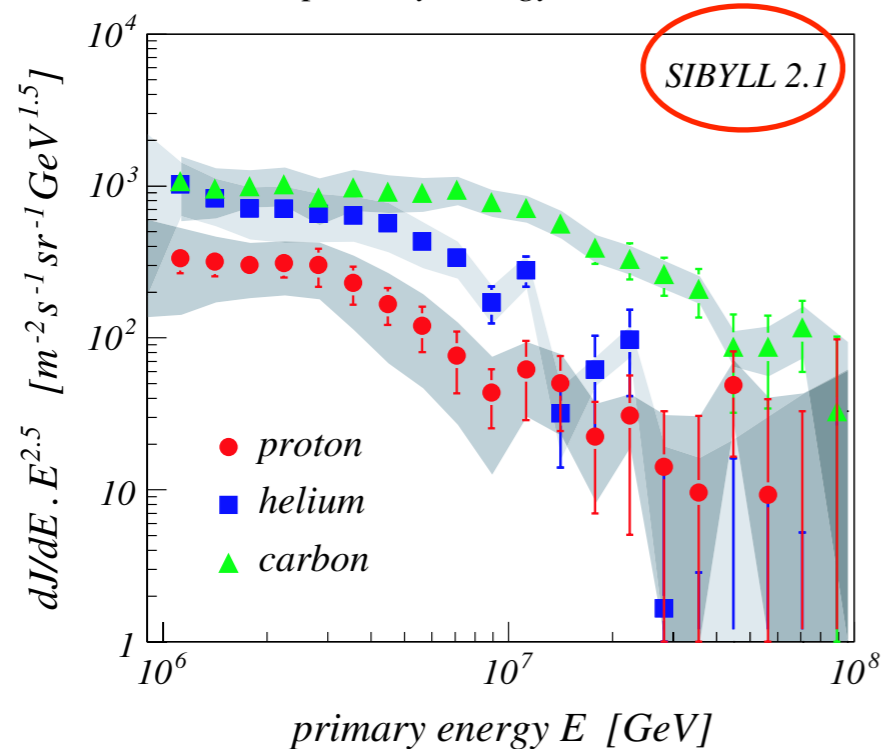 10^4
SIBYLL 2.1
10^3
10^2
10
1
dJ/dE . E^2.5 [m^-2 s^-1 sr^-1 GeV^1.5]
proton
helium
carbon
10^6 10^7 10^8
primary energy E [GeV]